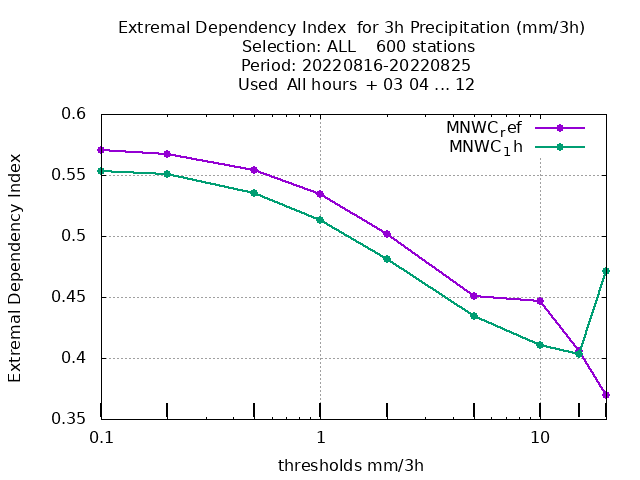 Extremal Dependency Index  for 3h Precipitation (mm/3h)
Selection: ALL    600 stations
Period: 20220816-20220825
Used  All hours  + 03 04 ... 12
MNWC_ref
MNWC_1h
0.6
0.55
0.5
0.45
0.4
0.35
Extremal Dependency Index
0.1 1 10
thresholds mm/3h